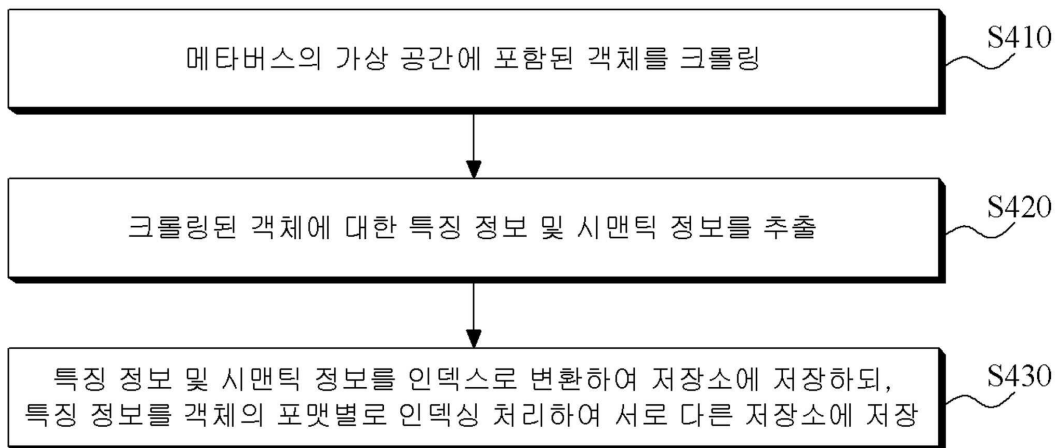 메타버스의 가상 공간에 포함된 객체를 크롤링
S410
크롤링된 객체에 대한 특징 정보 및 시맨틱 정보를 추출
S420
특징 정보 및 시맨틱 정보를 인덱스로 변환하여 저장소에 저장하되,
특징 정보를 객체의 포맷별로 인덱싱 처리하여 서로 다른 저장소에 저장
S430